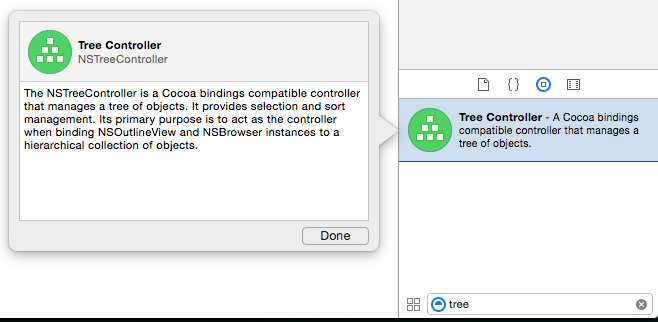 Tree Controller
NSTreeController
The NSTreeController is a Cocoa bindings compatible controller
that manages a tree of objects. It provides selection and sort
management. Its primary purpose is to act as the controller
when binding NSOutlineView and NSBrowser instances to a
hierarchical collection of objects.
Done
{ }
Tree Controller - A Cocoa bindings
compatible controller that manages a
tree of objects.
tree